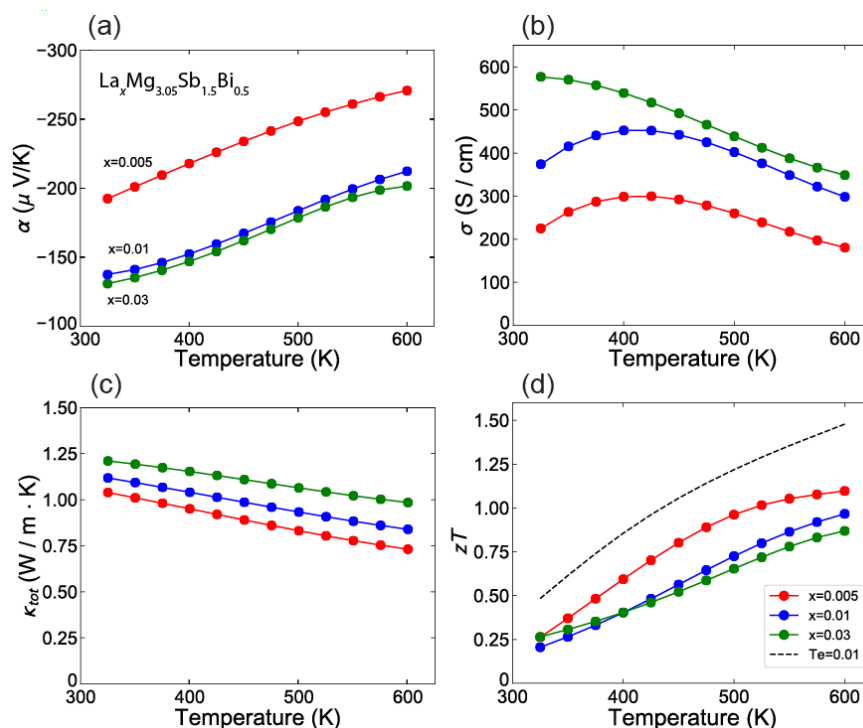 (a)
−300
−250
−200
−150
−100
300
400
500
600
α (μ V/K)
Temperature (K)
LaxMg3.05Sb1.5Bi0.5
x=0.005
x=0.01
x=0.03
(b)
600
500
400
300
200
100
0
300
400
500
600
σ (S / cm)
Temperature (K)
(c)
1.50
1.25
1.00
0.75
0.50
0.25
0
300
400
500
600
κtot (W / m · K)
Temperature (K)
(d)
1.50
1.25
1.00
0.75
0.50
0.25
0
300
400
500
600
zT
Temperature (K)
x=0.005
x=0.01
x=0.03
Te=0.01